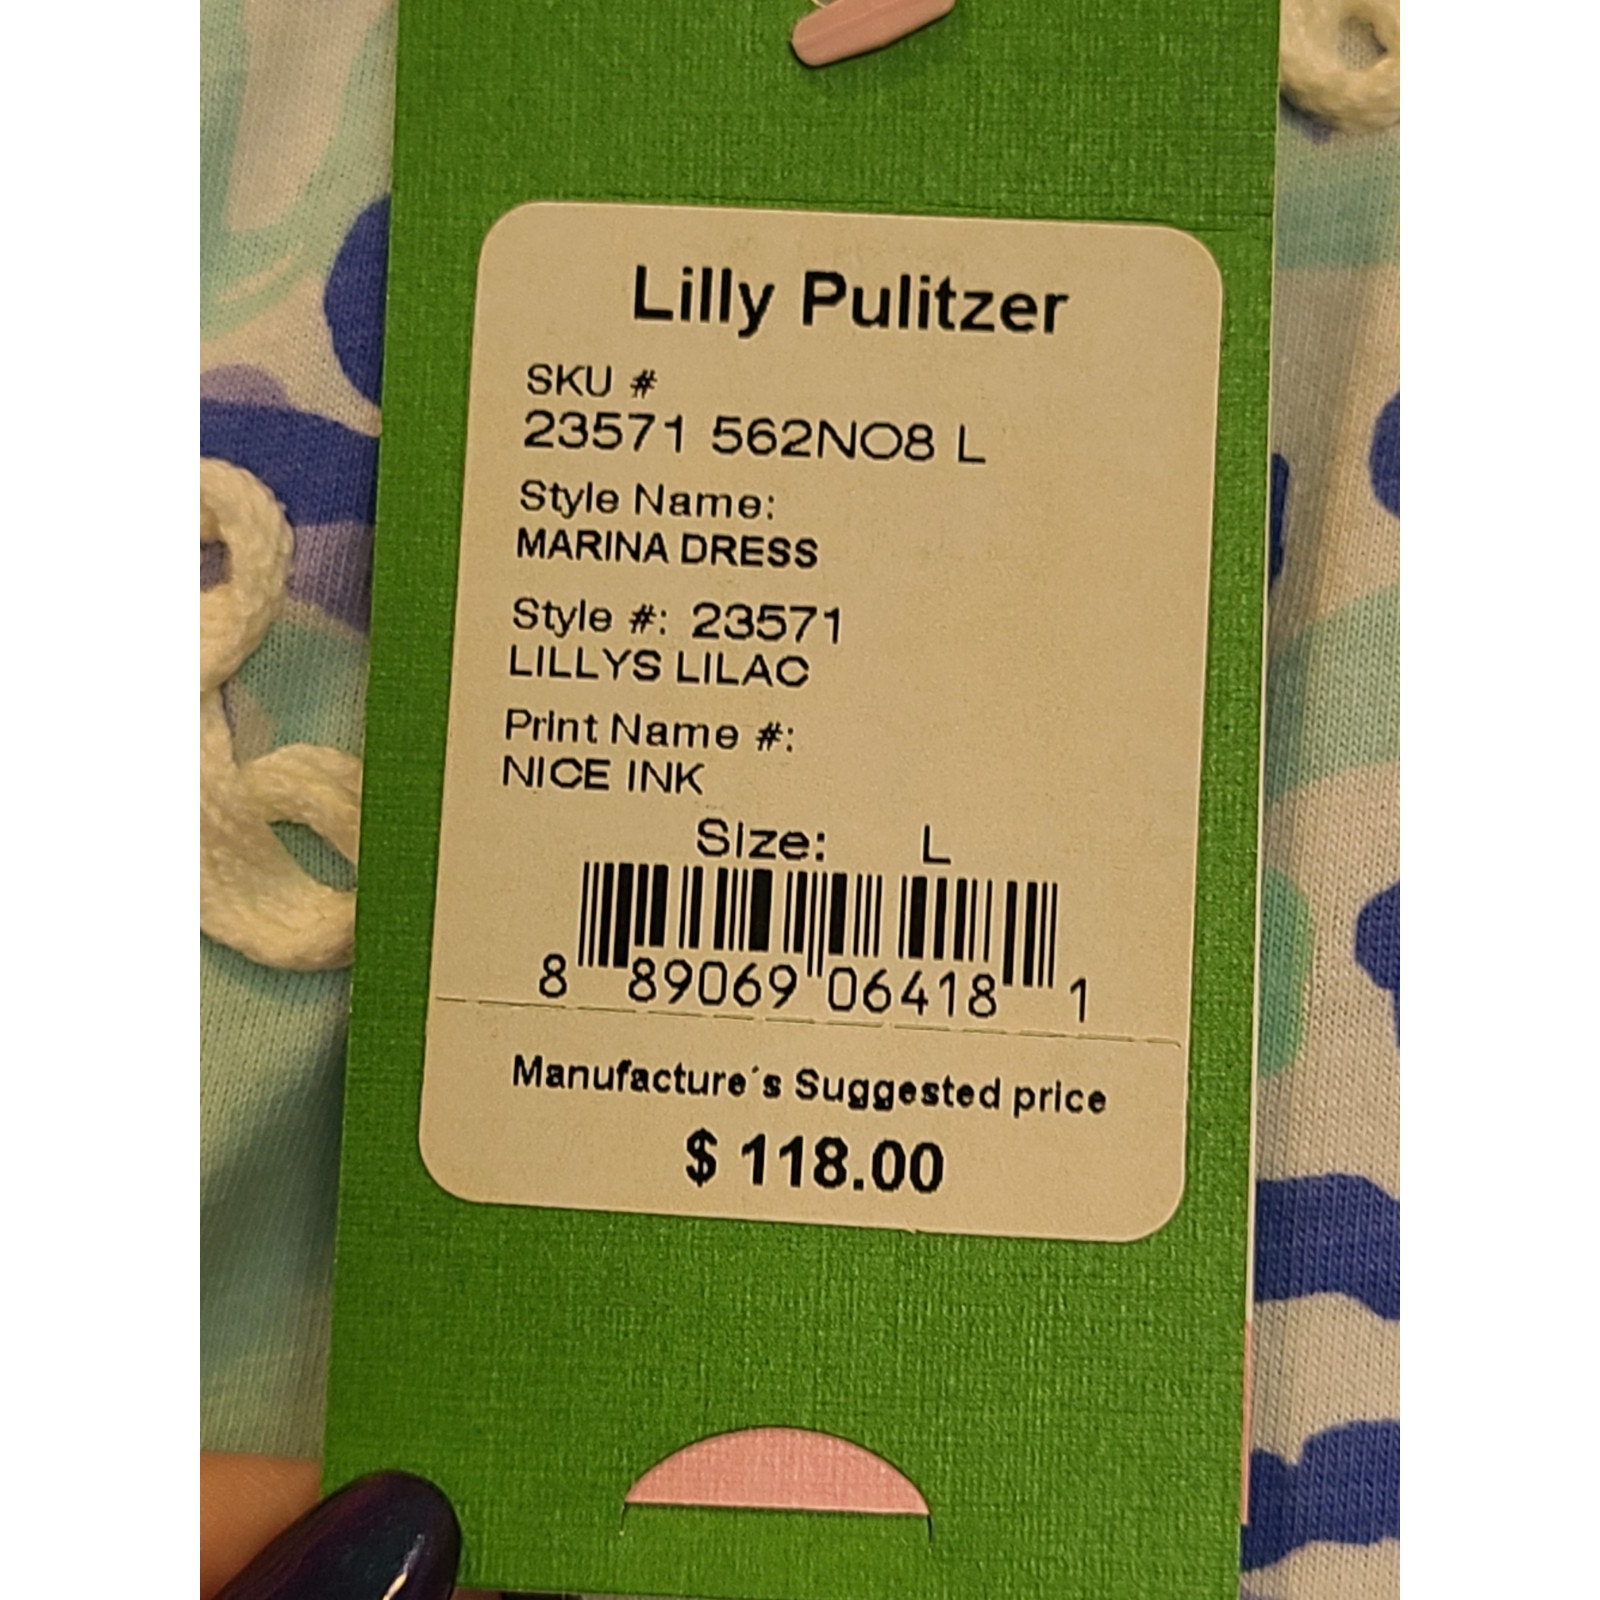 Lilly Pulitzer
SKU #
23571 562NO8 L
Style Name:
MARINA DRESS
Style #: 23571
LILLYS LILAC
Print Name #:
NICE INK
Size: L
8 89069 06418 1
Manufacture´s Suggested price
$ 118.00